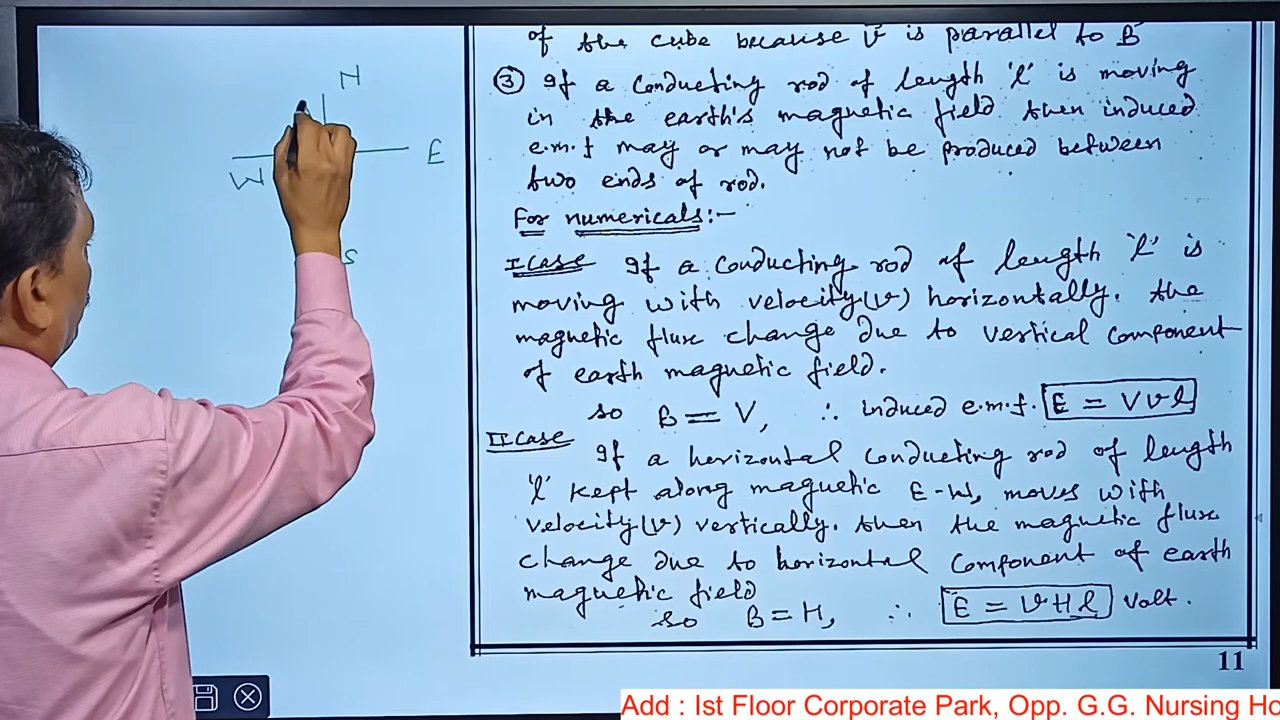 N
E
W
S
of the cube because v̄ is parallel to B̄
③ If a conducting rod of length 'l' is moving
in the earth's magnetic field then induced
e.m.f may or may not be produced between
two ends of rod.
For numericals:-
I case If a conducting rod of length 'l' is
moving with velocity(v) horizontally. the
magnetic flux change due to vertical component
of earth magnetic field.
so B = V, ∴ induced e.m.f. E = Vvl
II case
If a horizontal conducting rod of length
'l' kept along magnetic E-W, moves with
velocity(v) vertically. then the magnetic flux
change due to horizontal component of earth
magnetic field
so B = H, ∴ E = vHl Volt.
11
Add : Ist Floor Corporate Park, Opp. G.G. Nursing Ho